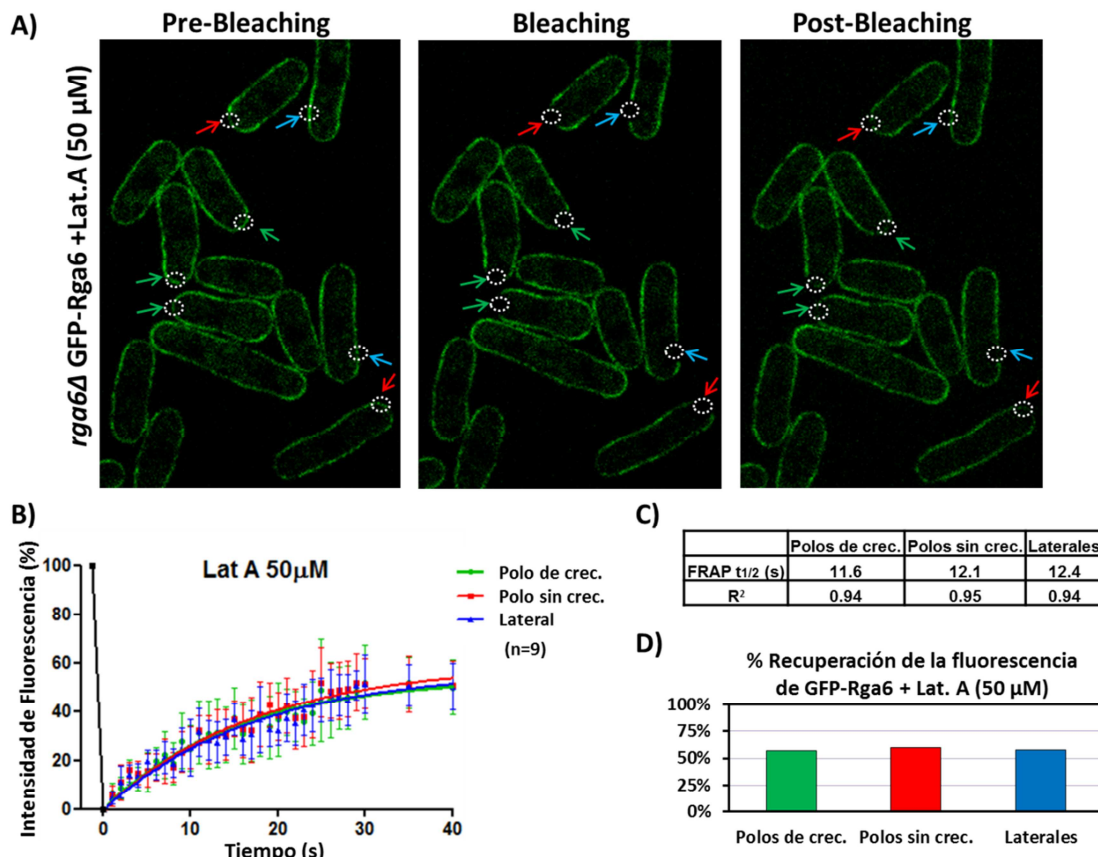 A)
Pre-Bleaching
Bleaching
Post-Bleaching
rga6Δ GFP-Rga6 +Lat.A (50 μM)
B)
Lat A 50μM
Intensidad de Fluorescencia (%)
100
80
60
40
20
0
0
10
20
30
40
Tiempo (s)
Polo de crec.
Polo sin crec.
Lateral
(n=9)
C)
Polos de crec. Polos sin crec. Laterales
FRAP t1/2 (s) 11.6 12.1 12.4
R² 0.94 0.95 0.94
D)
% Recuperación de la fluorescencia
de GFP-Rga6 + Lat. A (50 μM)
100%
75%
50%
25%
0%
Polos de crec. Polos sin crec. Laterales